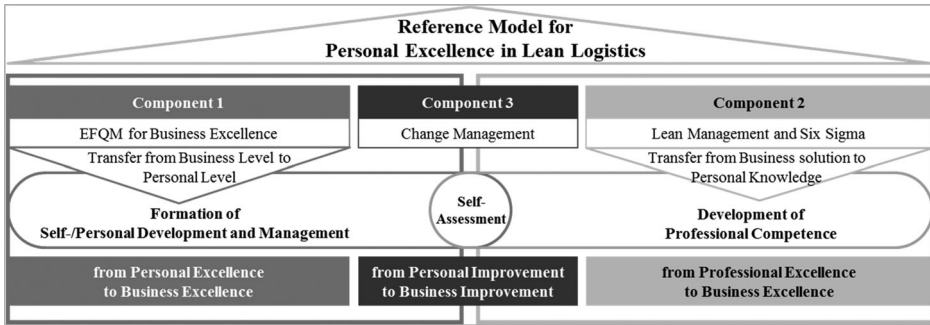 Reference Model for
Personal Excellence in Lean Logistics
Component 1
EFQM for Business Excellence
Transfer from Business Level to
Personal Level
Formation of
Self-/Personal Development and Management
from Personal Excellence
to Business Excellence
Component 3
Change Management
Self-
Assessment
from Personal Improvement
to Business Improvement
Component 2
Lean Management and Six Sigma
Transfer from Business solution to
Personal Knowledge
Development of
Professional Competence
from Professional Excellence
to Business Excellence